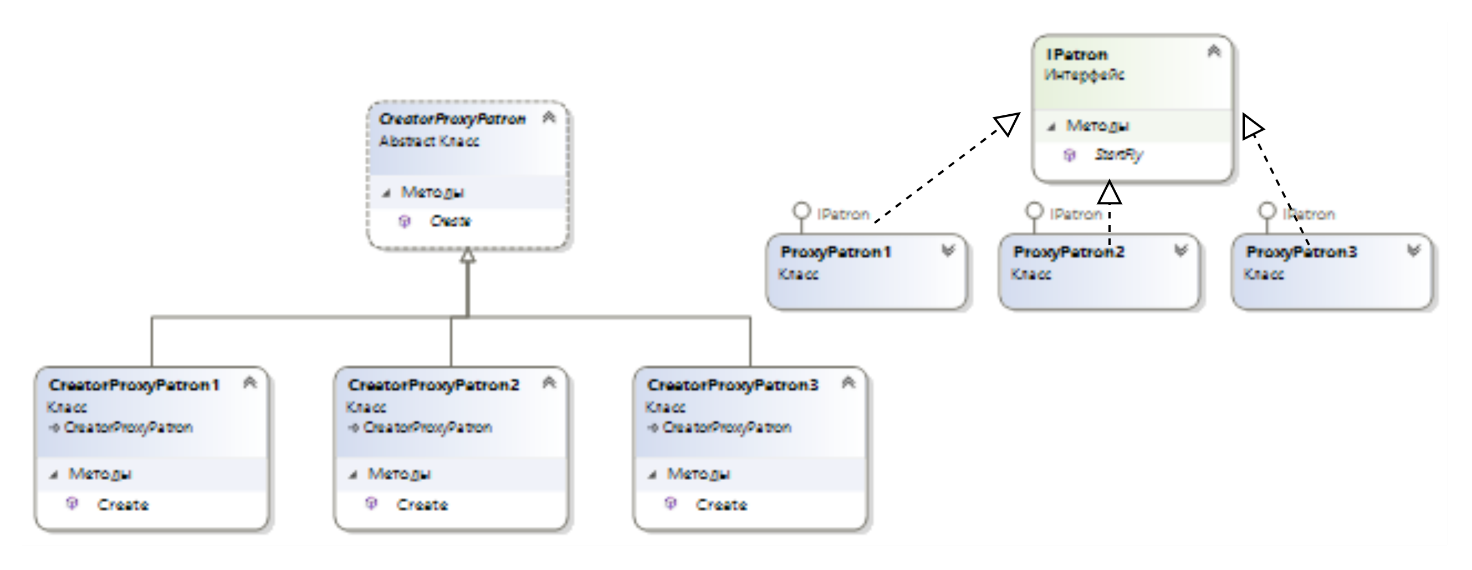 CreatorProxyPatron
Abstract Класс
Методы
Create
CreatorProxyPatron1
Класс
CreatorProxyPatron
Методы
Create
CreatorProxyPatron2
Класс
CreatorProxyPatron
Методы
Create
CreatorProxyPatron3
Класс
CreatorProxyPatron
Методы
Create
IPatron
Интерфейс
Методы
StartFly
IPatron
ProxyPatron1
Класс
IPatron
ProxyPatron2
Класс
IPatron
ProxyPatron3
Класс